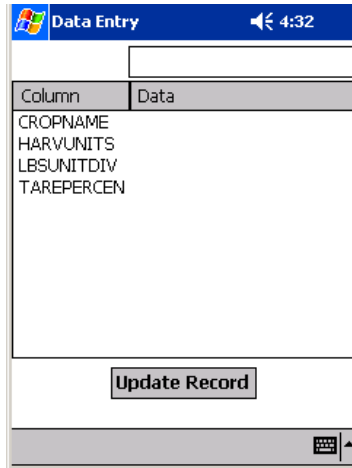 Data Entry 4:32
Column Data
CROPNAME
HARVUNITS
LBSUNITDIV
TAREPERCEN
Update Record